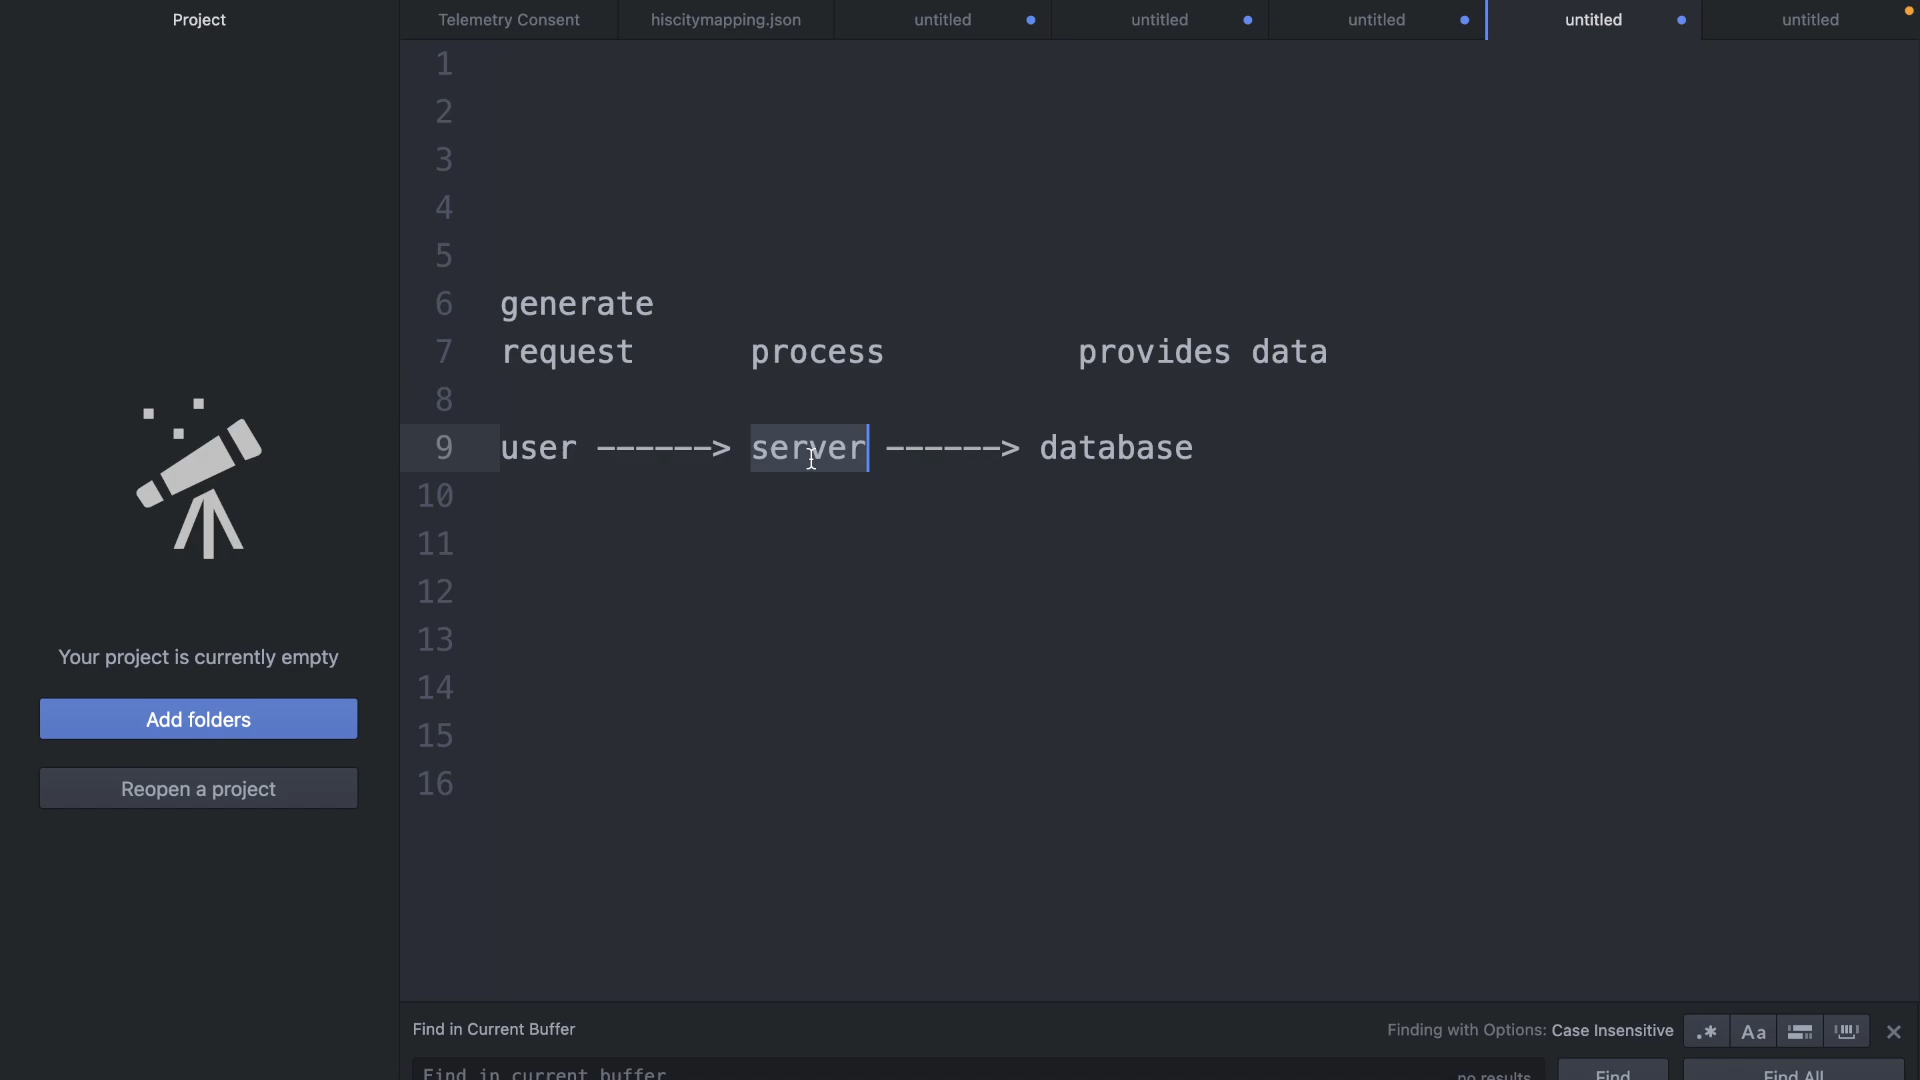 Project
Telemetry Consent
hiscitymapping.json
untitled
untitled
untitled
untitled
untitled
1
2
3
4
5
6 generate
7 request process provides data
8
9 user ------> server ------> database
10
11
12
13
14
15
16
Your project is currently empty
Add folders
Reopen a project
Find in Current Buffer
Finding with Options: Case Insensitive
.* Aa
Find in current buffer
no results
Find
Find All